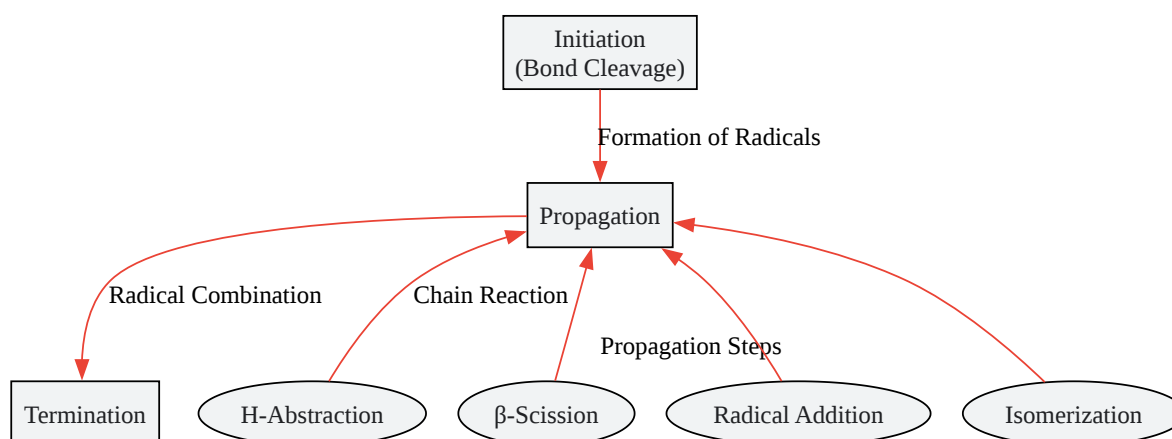 Initiation
(Bond Cleavage)
Formation of Radicals
Propagation
Radical Combination
Chain Reaction
Propagation Steps
Termination
H-Abstraction
β-Scission
Radical Addition
Isomerization